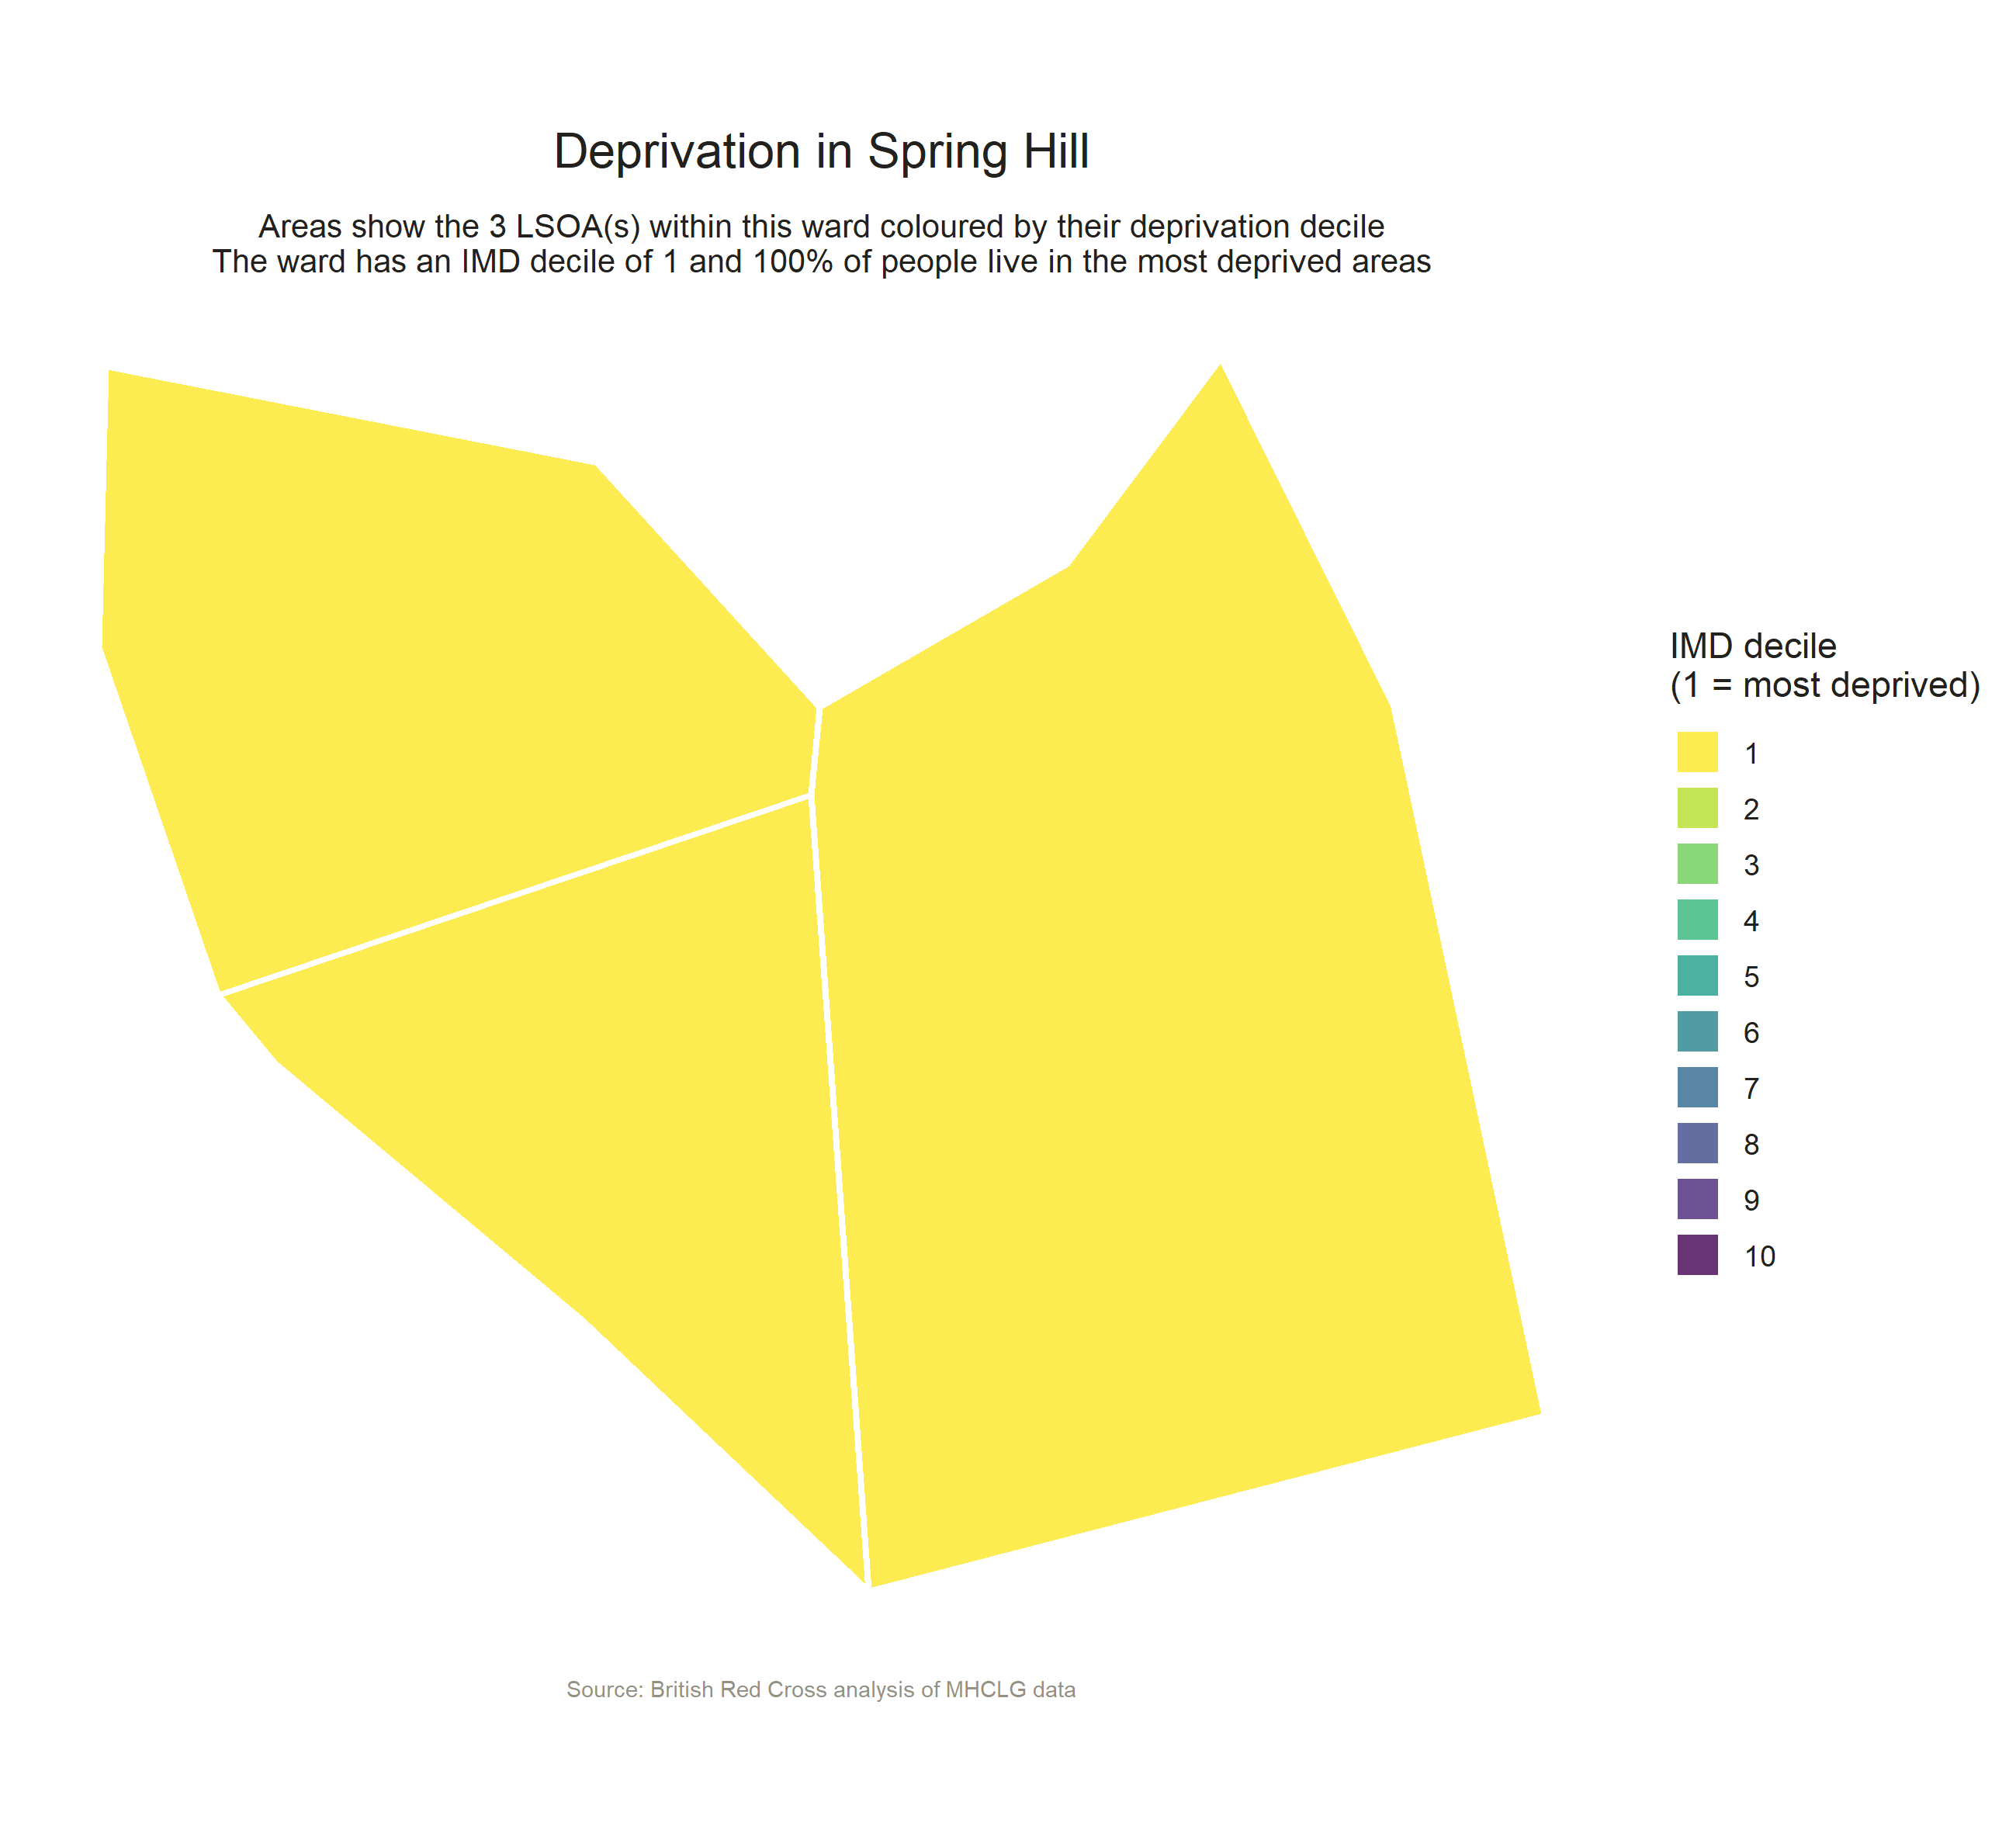 Deprivation in Spring Hill
Areas show the 3 LSOA(s) within this ward coloured by their deprivation decile
The ward has an IMD decile of 1 and 100% of people live in the most deprived areas
IMD decile
(1 = most deprived)
1
2
3
4
5
6
7
8
9
10
Source: British Red Cross analysis of MHCLG data